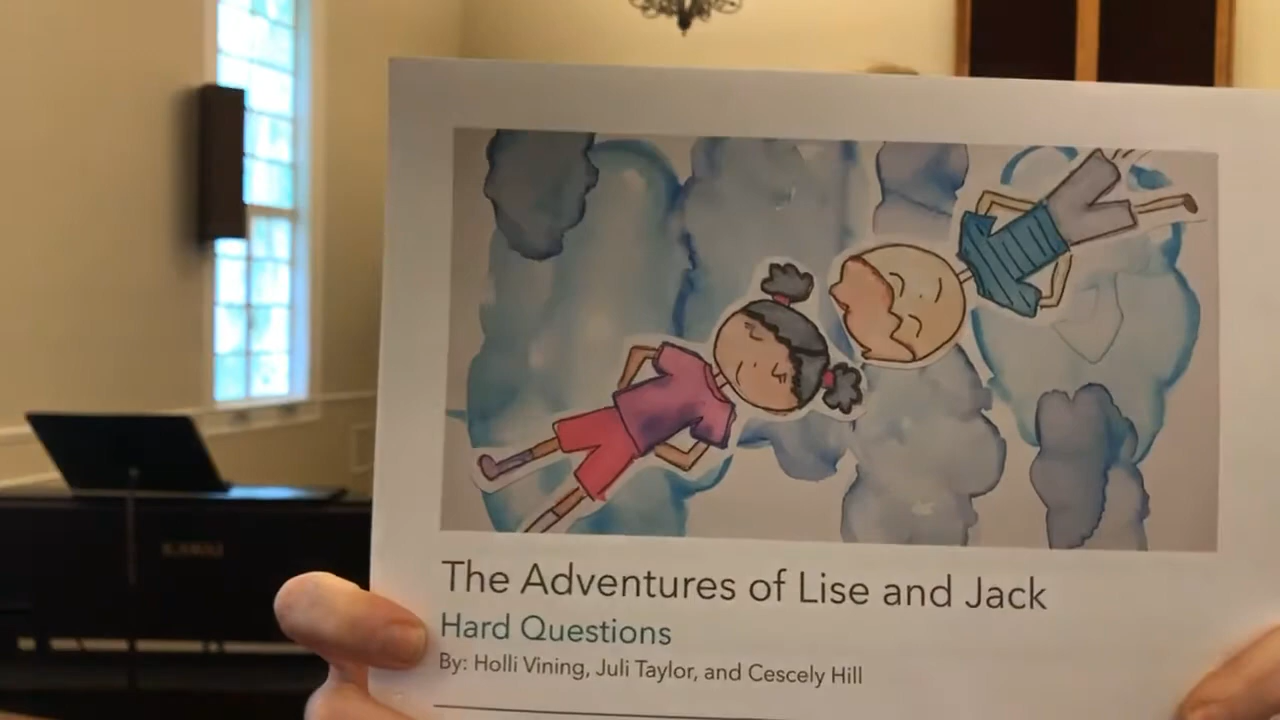 The Adventures of Lise and Jack
Hard Questions
By: Holli Vining, Juli Taylor, and Cescely Hill